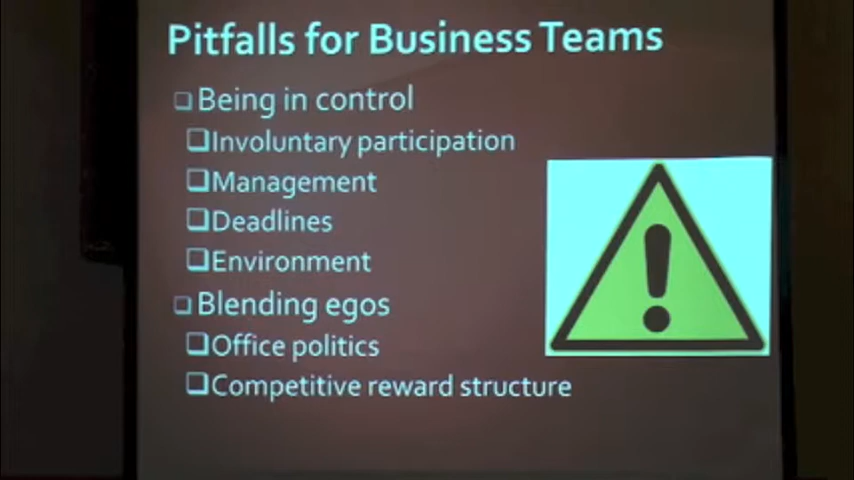 Pitfalls for Business Teams
Being in control
Involuntary participation
Management
Deadlines
Environment
Blending egos
Office politics
Competitive reward structure